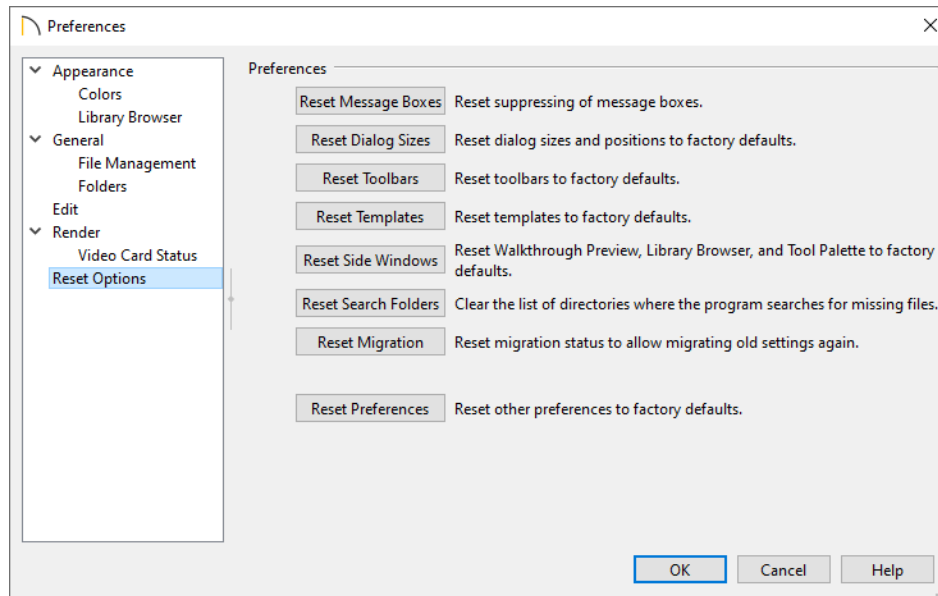 Preferences
Appearance
Colors
Library Browser
General
File Management
Folders
Edit
Render
Video Card Status
Reset Options
Preferences
Reset Message Boxes Reset suppressing of message boxes.
Reset Dialog Sizes Reset dialog sizes and positions to factory defaults.
Reset Toolbars Reset toolbars to factory defaults.
Reset Templates Reset templates to factory defaults.
Reset Side Windows Reset Walkthrough Preview, Library Browser, and Tool Palette to factory
defaults.
Reset Search Folders Clear the list of directories where the program searches for missing files.
Reset Migration Reset migration status to allow migrating old settings again.
Reset Preferences Reset other preferences to factory defaults.
OK Cancel Help